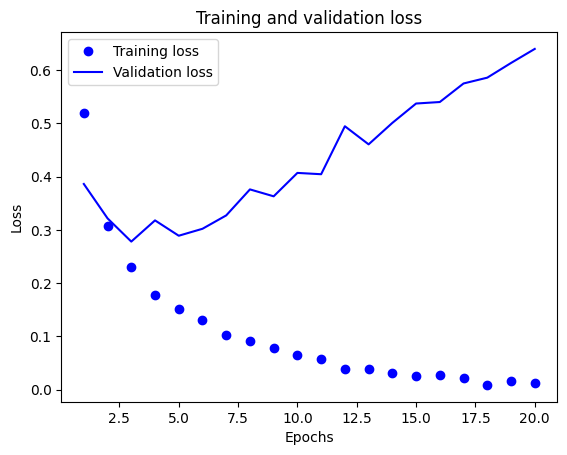 Training and validation loss
Training loss
Validation loss
Loss
0.6
0.5
0.4
0.3
0.2
0.1
0.0
2.5 5.0 7.5 10.0 12.5 15.0 17.5 20.0
Epochs